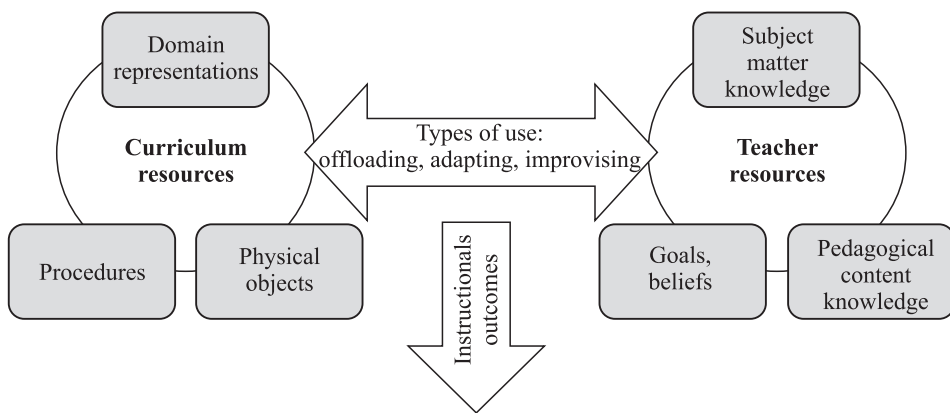 Domain
representations
Curriculum
resources
Procedures
Physical
objects
Types of use:
offloading, adapting, improvising
Instructionals
outcomes
Subject
matter
knowledge
Teacher
resources
Goals,
beliefs
Pedagogical
content
knowledge